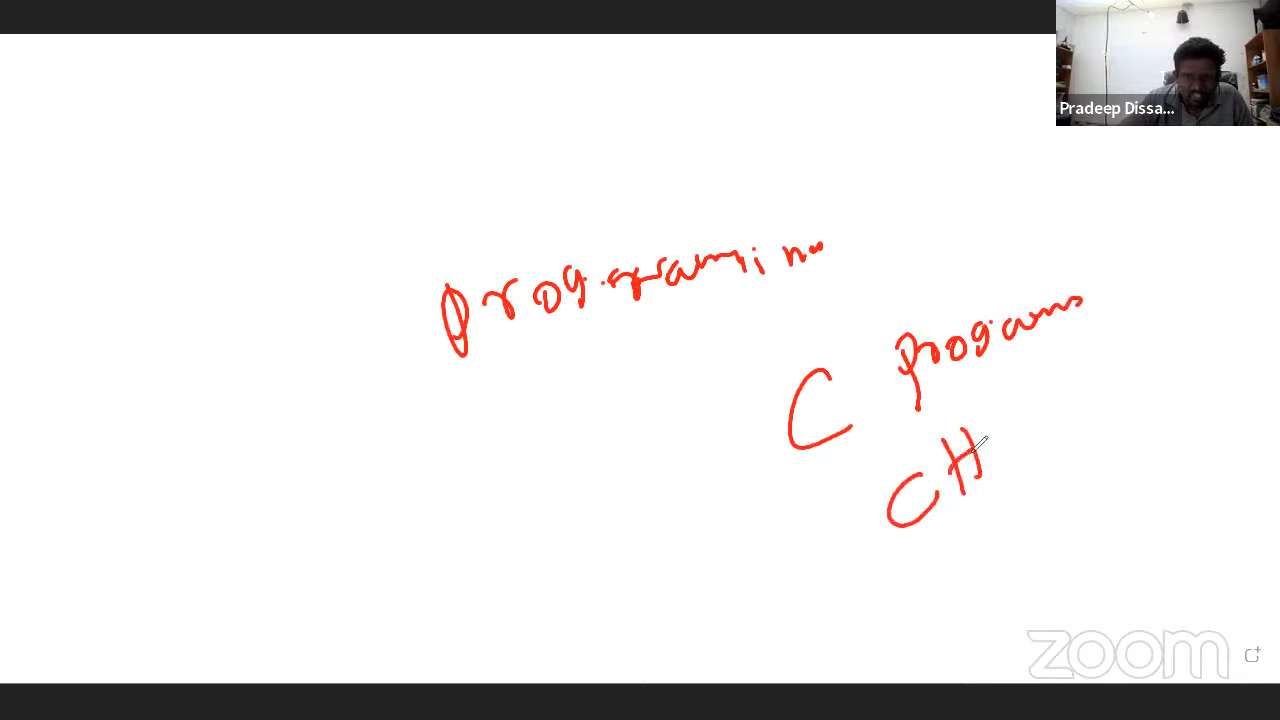 Pradeep Dissa...
programming
C programs
C H
zoom